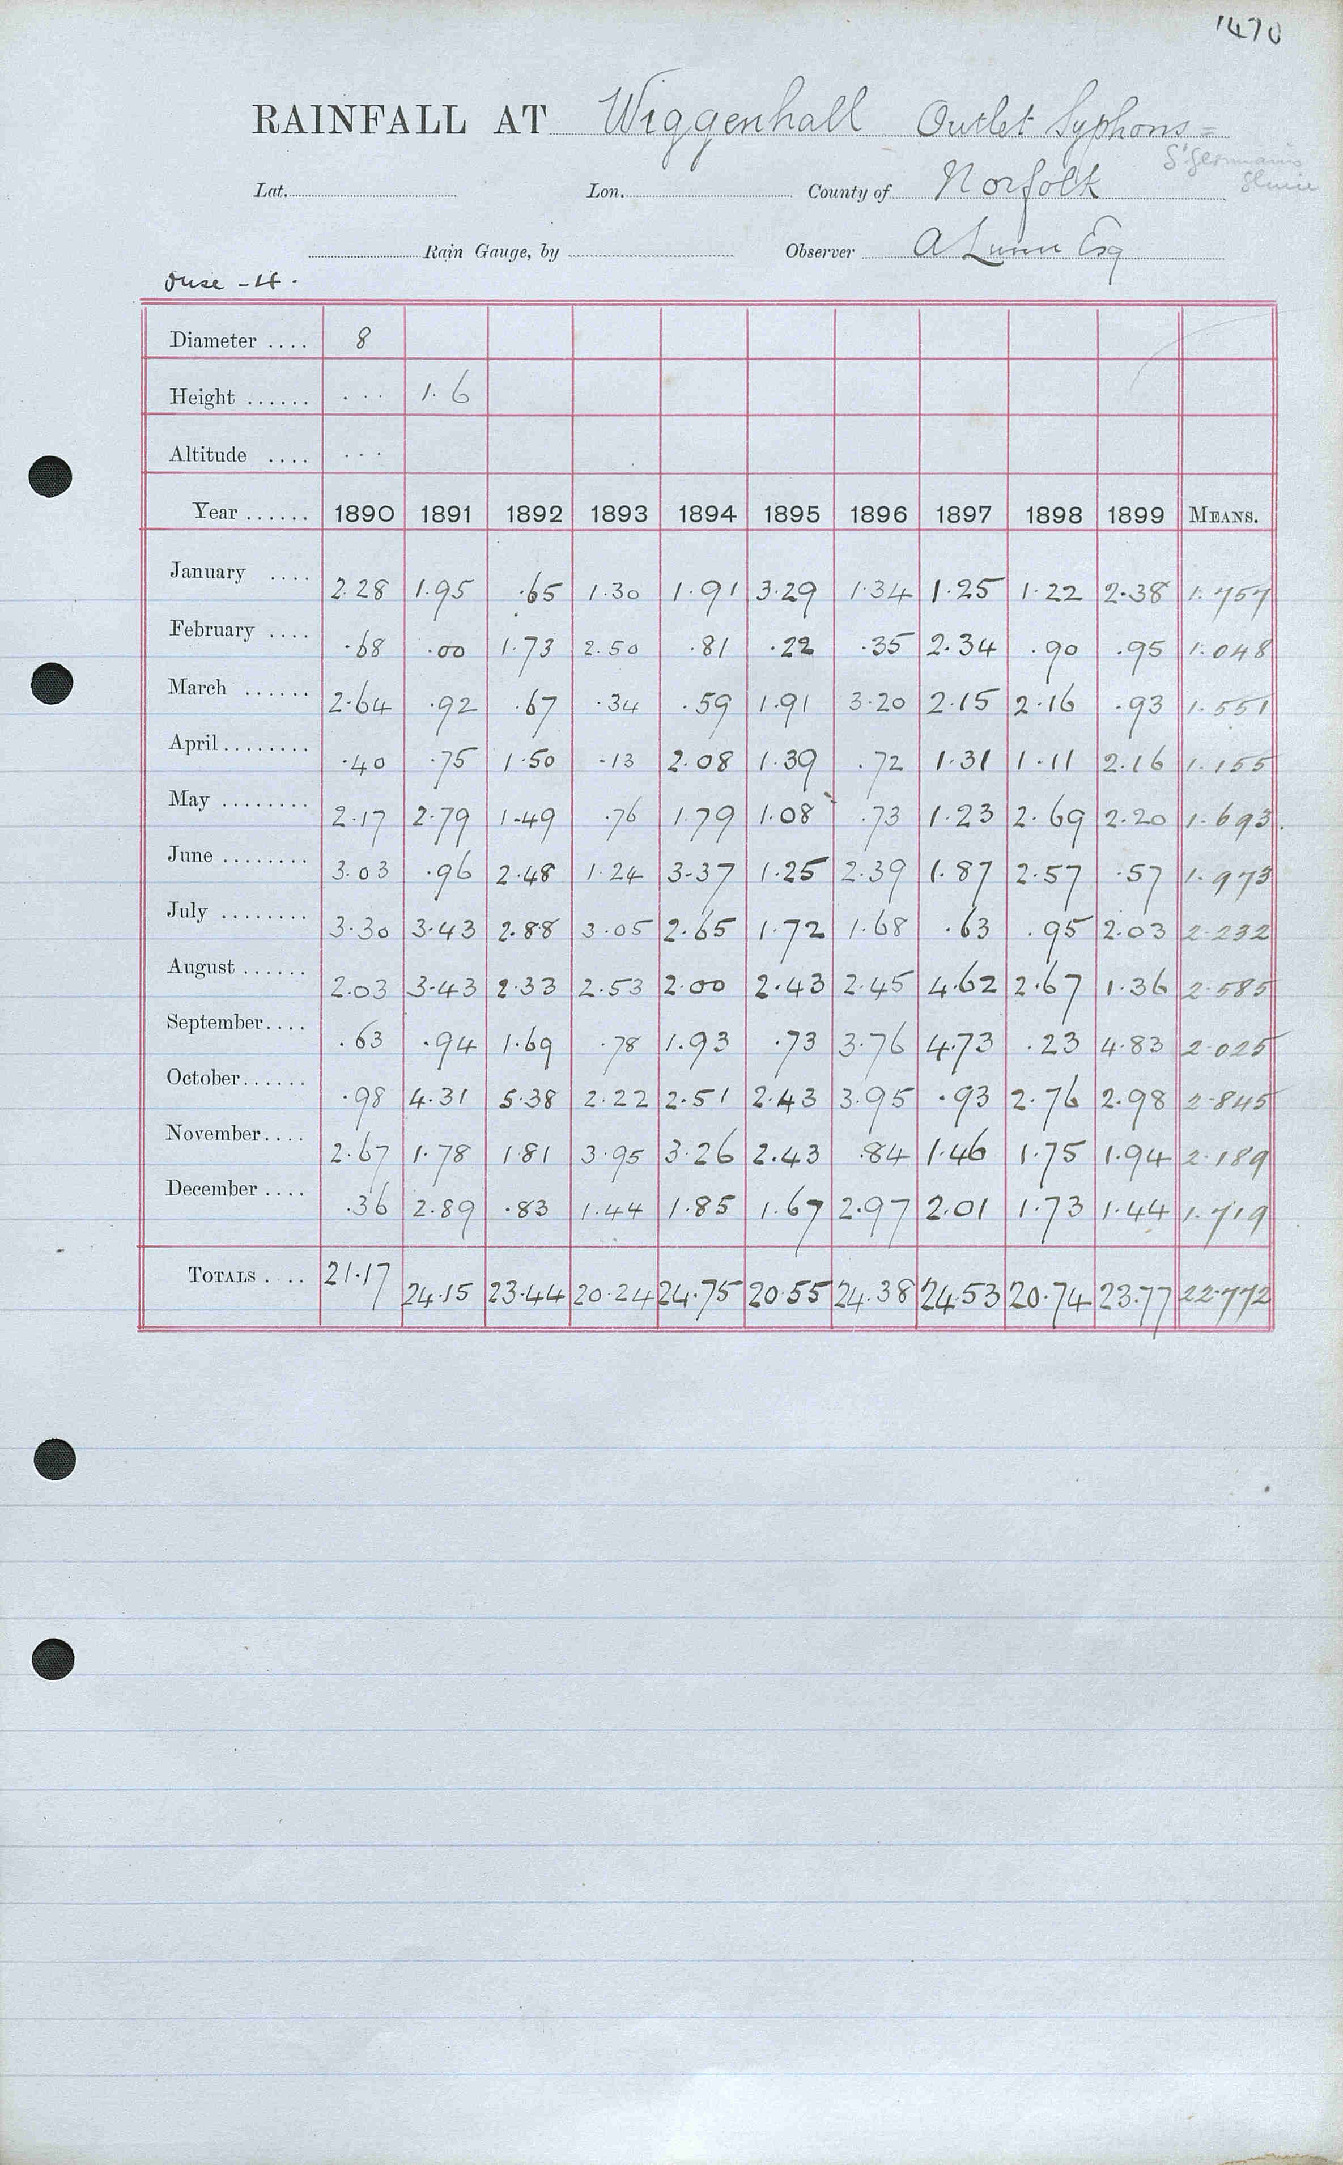 1470
RAINFALL AT Wiggenhall Outlet Syphons =
St Germains
Sluice
Lat. Lon. County of Norfolk
Rain Gauge, by Observer A Lunn Esq
Ouse - 4.
Diameter .... 8
Height ...... ... 1.6
Altitude .... ...
Year ...... 1890 1891 1892 1893 1894 1895 1896 1897 1898 1899 MEANS.
January .... 2.28 1.95 .65 1.30 1.91 3.29 1.34 1.25 1.22 2.38 1.757
February .... .68 .00 1.73 2.50 .81 .22 .35 2.34 .90 .95 1.048
March ...... 2.64 .92 .67 .34 .59 1.91 3.20 2.15 2.16 .93 1.551
April........ .40 .75 1.50 .13 2.08 1.39 .72 1.31 1.11 2.16 1.155
May ........ 2.17 2.79 1.49 .76 1.79 1.08 .73 1.23 2.69 2.20 1.693
June ........ 3.03 .96 2.48 1.24 3.37 1.25 2.39 1.87 2.57 .57 1.973
July ........ 3.30 3.43 2.88 3.05 2.65 1.72 1.68 .63 .95 2.03 2.232
August ...... 2.03 3.43 2.33 2.53 2.00 2.43 2.45 4.62 2.67 1.36 2.585
September.... .63 .94 1.69 .78 1.93 .73 3.76 4.73 .23 4.83 2.025
October...... .98 4.31 5.38 2.22 2.51 2.43 3.95 .93 2.76 2.98 2.845
November.... 2.67 1.78 1.81 3.95 3.26 2.43 .84 1.46 1.75 1.94 2.189
December .... .36 2.89 .83 1.44 1.85 1.67 2.97 2.01 1.73 1.44 1.719
TOTALS . .. 21.17 24.15 23.44 20.24 24.75 20.55 24.38 24.53 20.74 23.77 22.772